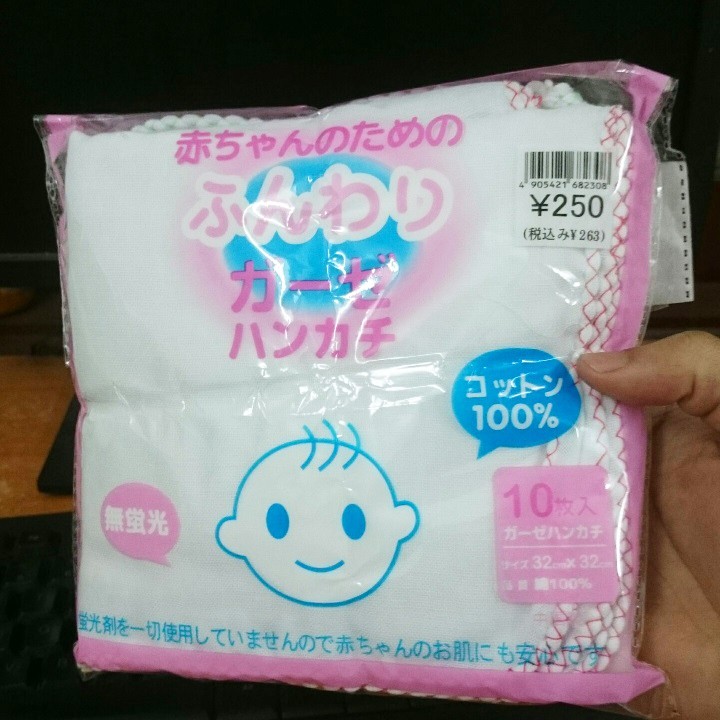 赤ちゃんのための
ふんわり
ガーゼ
ハンカチ
4 905421 682308
¥250
(税込み¥263)
コットン
100%
無蛍光
10枚入
ガーゼハンカチ
サイズ 32cm×32cm
品質 綿100%
蛍光剤を一切使用していませんので赤ちゃんのお肌にも安心です